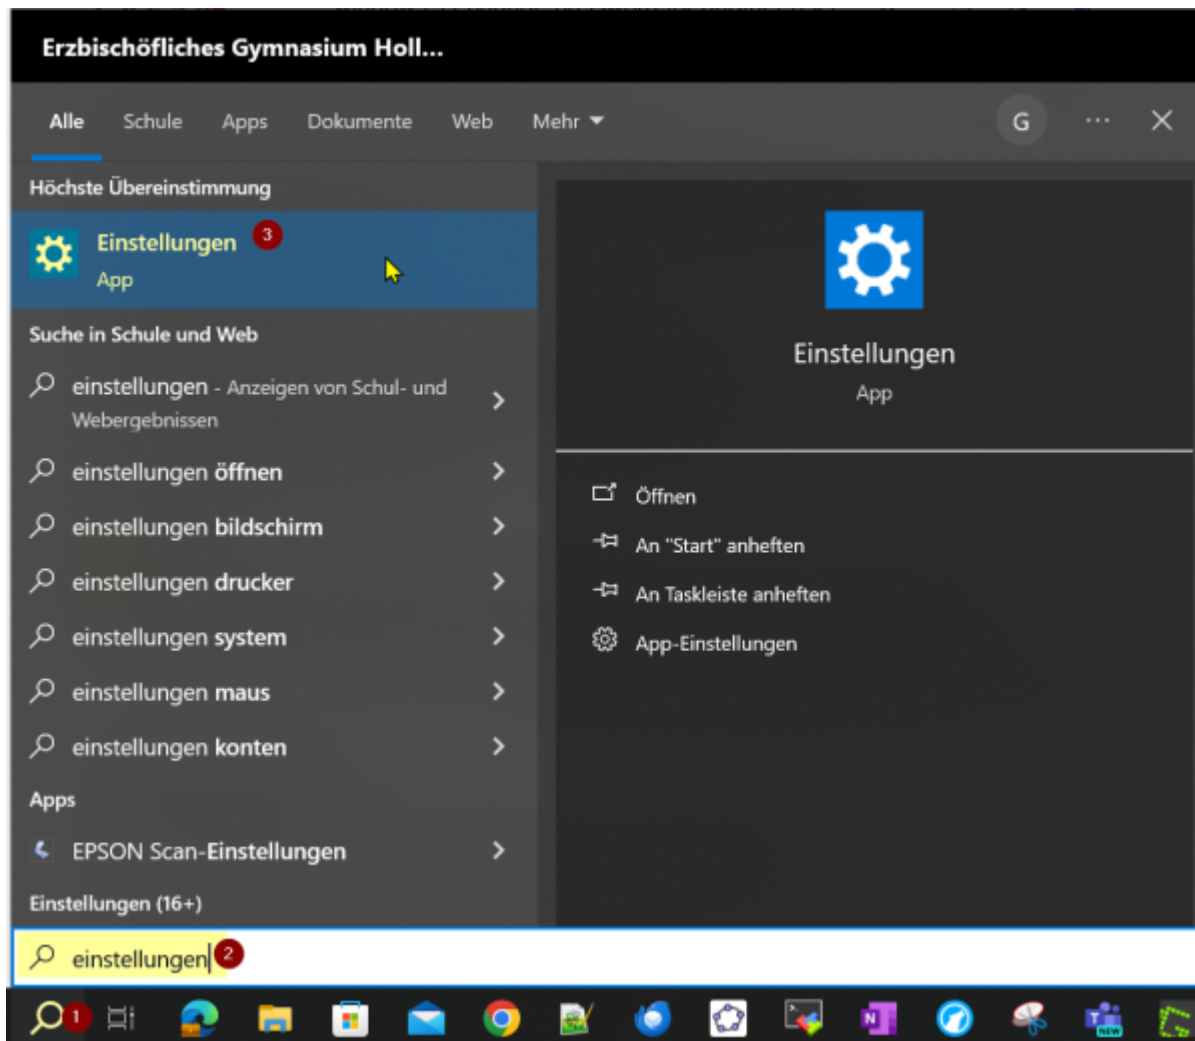 Erzbischöfliches Gymnasium Holl...
Alle Schule Apps Dokumente Web Mehr
G ...
Höchste Übereinstimmung
Einstellungen 3
App
Suche in Schule und Web
einstellungen - Anzeigen von Schul- und
Webergebnissen
einstellungen öffnen
einstellungen bildschirm
einstellungen drucker
einstellungen system
einstellungen maus
einstellungen konten
Apps
EPSON Scan-Einstellungen
Einstellungen (16+)
Einstellungen
App
Öffnen
An "Start" anheften
An Taskleiste anheften
App-Einstellungen
einstellungen 2
1
N
T
NEW